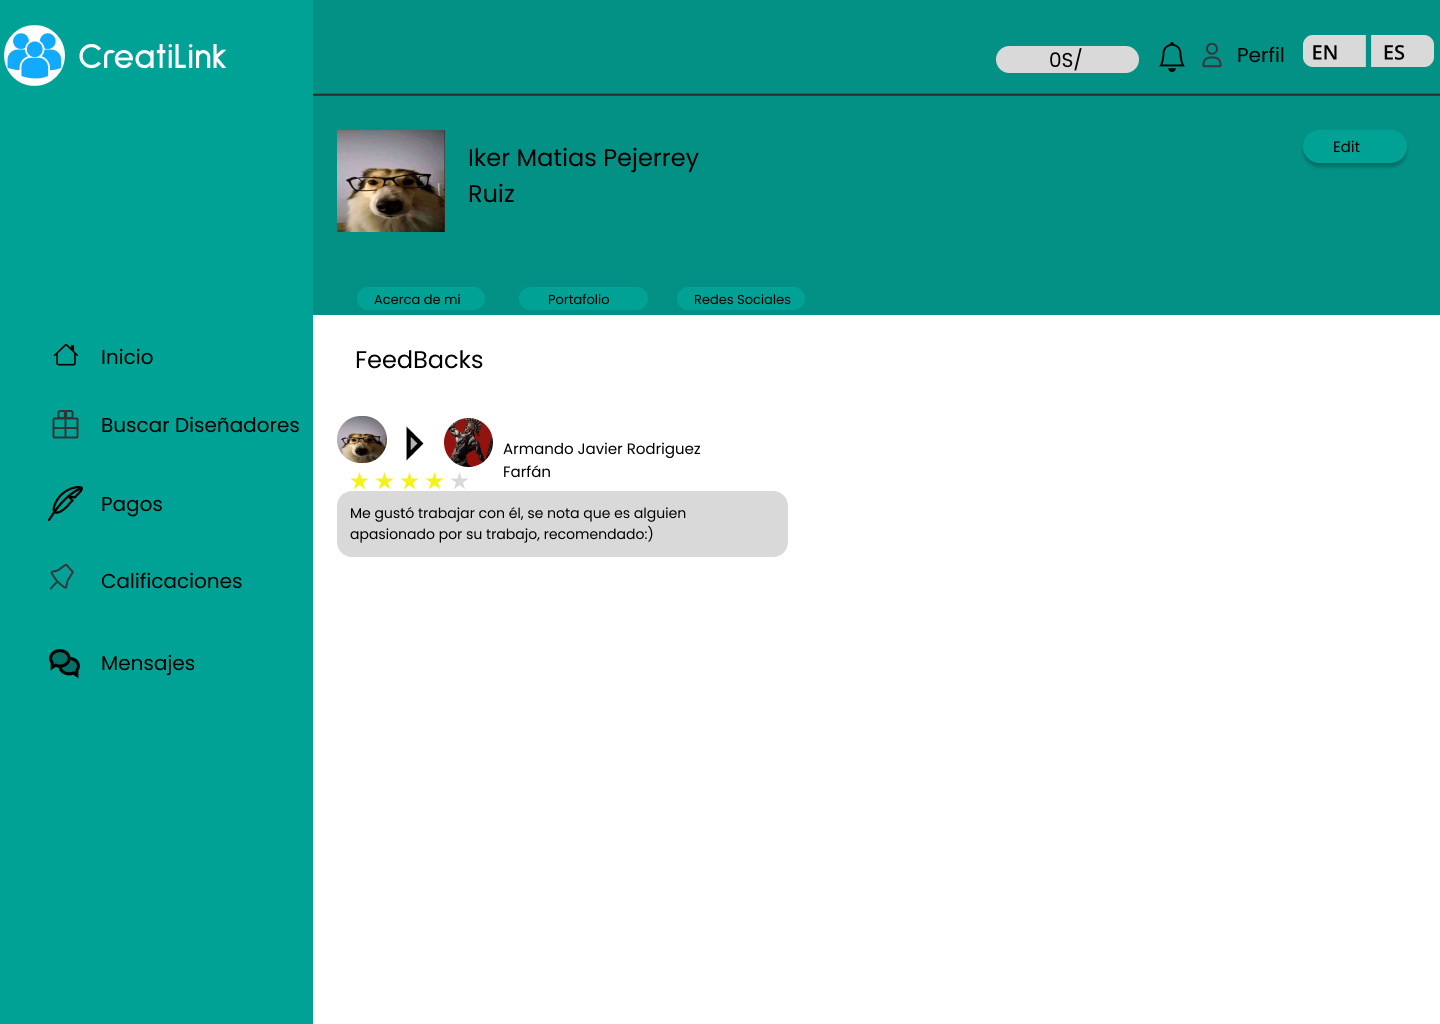 CreatiLink
0S/
Perfil
EN
ES
Iker Matias Pejerrey
Ruiz
Edit
Acerca de mi
Portafolio
Redes Sociales
Inicio
Buscar Diseñadores
Pagos
Calificaciones
Mensajes
FeedBacks
Armando Javier Rodriguez
Farfán
Me gustó trabajar con él, se nota que es alguien
apasionado por su trabajo, recomendado:)